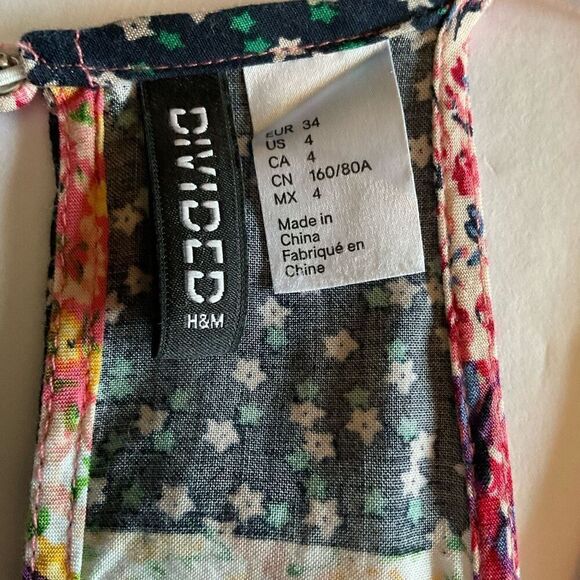 DIVIDED
H&M
EUR 34
US 4
CA 4
CN 160/80A
MX 4
Made in
China
Fabriqué en
Chine